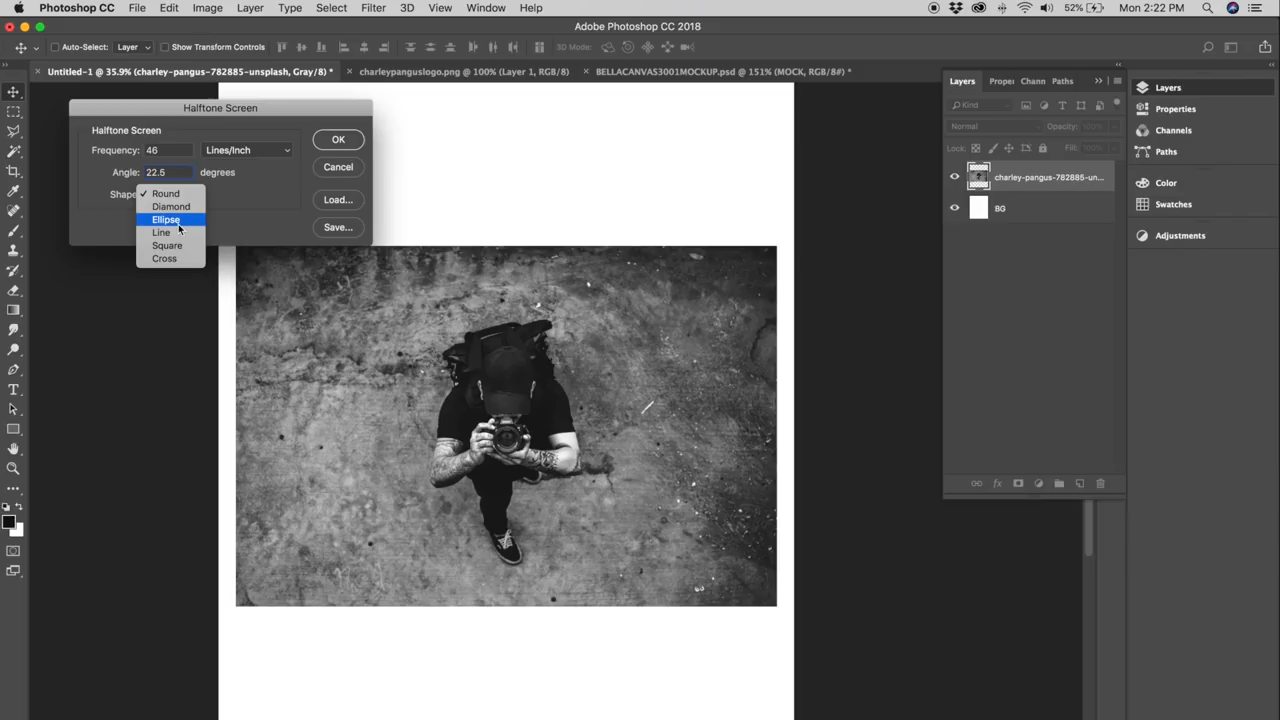 Photoshop CC File Edit Image Layer Type Select Filter 3D View Window Help 52% Mon 2:22 PM
Adobe Photoshop CC 2018
Auto-Select: Layer Show Transform Controls 3D Mode:
Untitled-1 @ 35.9% (charley-pangus-782885-unsplash, Gray/8) * charleypanguslogo.png @ 100% (Layer 1, RGB/8) BELLACANVAS3001MOCKUP.psd @ 151% (MOCK, RGB/8#) *
Halftone Screen
Halftone Screen
Frequency: 46 Lines/Inch
Angle: 22.5 degrees
Shape
Round
Diamond
Ellipse
Line
Square
Cross
OK
Cancel
Load...
Save...
Layers Proper Chann Paths
Kind
Normal Opacity: 100%
Lock: Fill: 100%
charley-pangus-782885-un...
BG
Layers
Properties
Channels
Paths
Color
Swatches
Adjustments